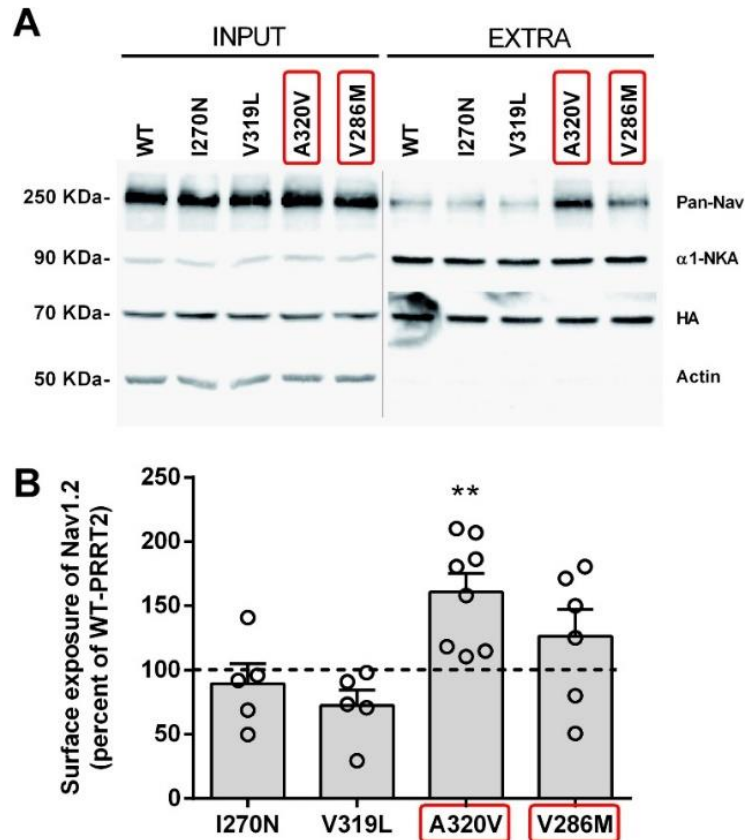 A
INPUT EXTRA
WT I270N V319L A320V V286M WT I270N V319L A320V V286M
250 KDa- Pan-Nav
90 KDa- α1-NKA
70 KDa- HA
50 KDa- Actin
B
Surface exposure of Nav1.2
(percent of WT-PRRT2)
250
200
150
100
50
0
**
I270N V319L A320V V286M